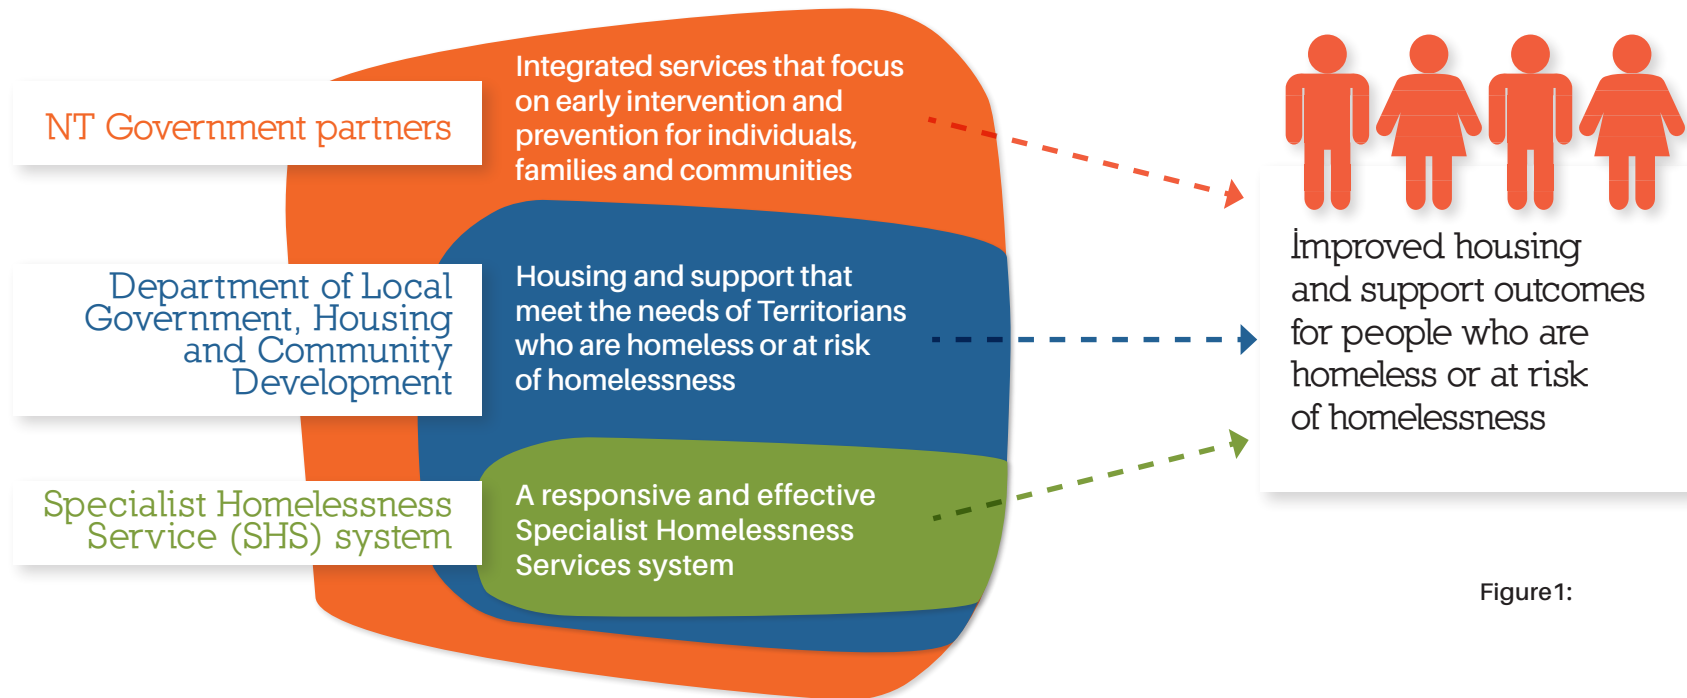 NT Government partners
Integrated services that focus
on early intervention and
prevention for individuals,
families and communities
Department of Local
Government, Housing
and Community
Development
Housing and support that
meet the needs of Territorians
who are homeless or at risk
of homelessness
Specialist Homelessness
Service (SHS) system
A responsive and effective
Specialist Homelessness
Services system
Improved housing
and support outcomes
for people who are
homeless or at risk
of homelessness
Figure1: